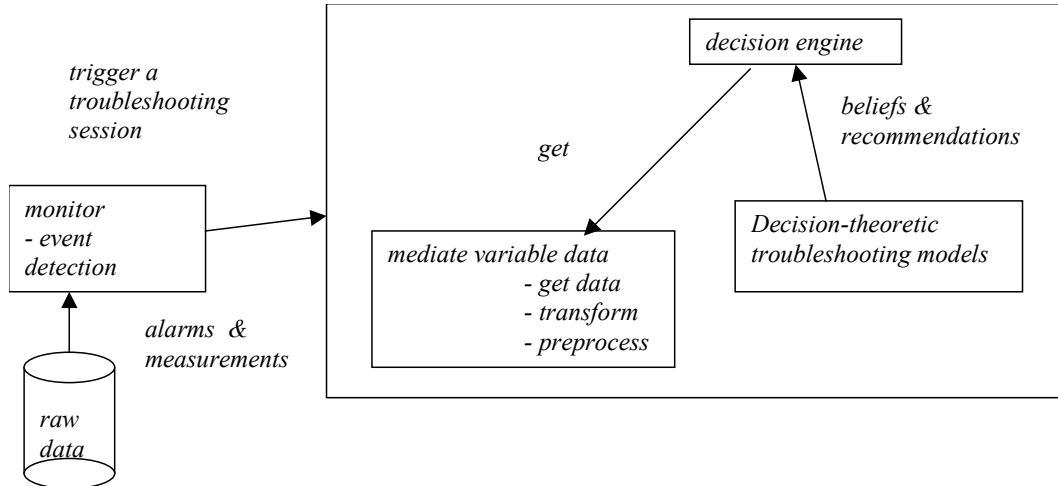 decision engine
trigger a
troubleshooting
session
beliefs &
recommendations
get
monitor
- event
detection
Decision-theoretic
troubleshooting models
mediate variable data
- get data
- transform
- preprocess
alarms &
measurements
raw
data